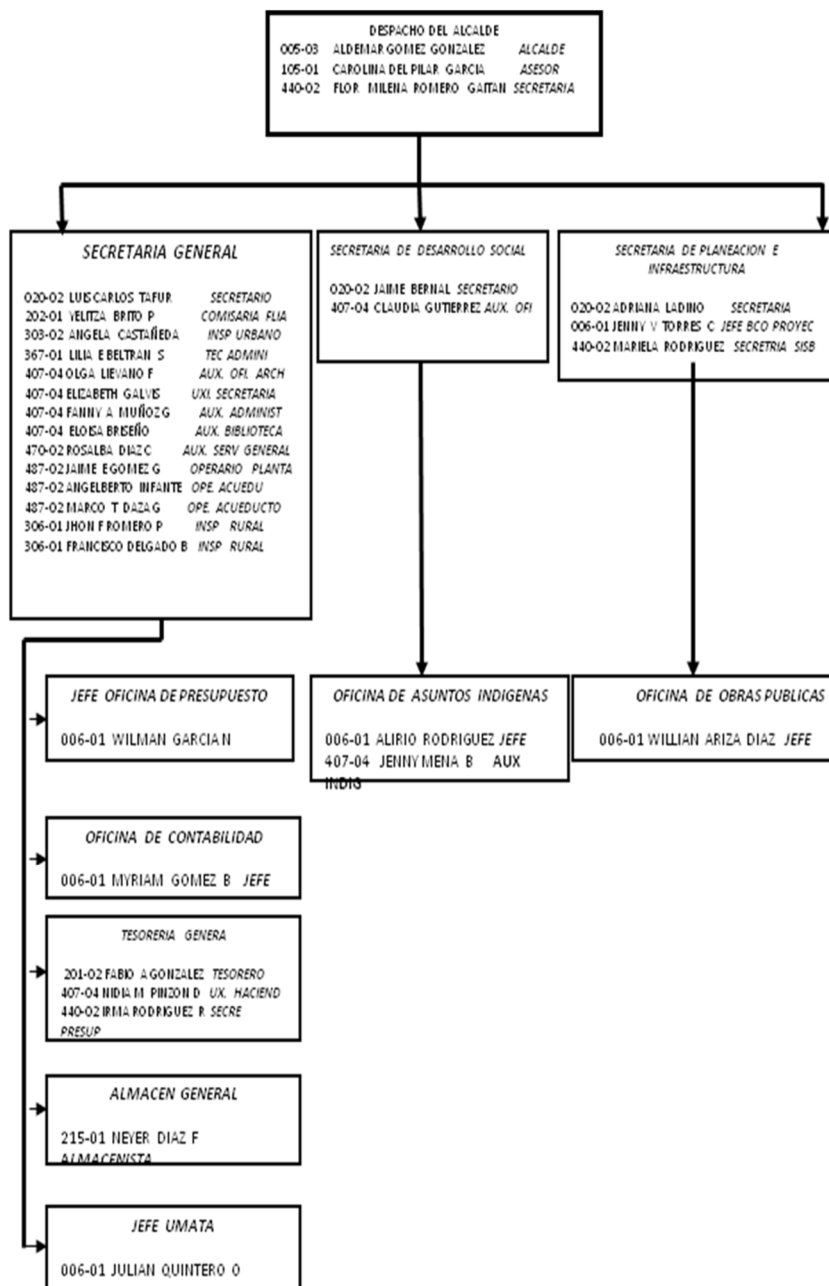 DESPACHO DEL ALCALDE
005-03 ALDEMAR GOMEZ GONZALEZ ALCALDE
105-01 CAROLINA DEL PILAR GARCIA ASESOR
440-02 FLOR MILENA ROMERO GAITAN SECRETARIA
SECRETARIA GENERAL
020-02 LUIS CARLOS TAFUR SECRETARIO
202-01 YELITZA BRITO P COMISARIA FLIA
303-02 ANGELA CASTAÑEDA INSP URBANO
367-01 LILIA E BELTRAN S TEC ADMINI
407-04 OLGA LIEVANO F AUX. OFI. ARCH
407-04 ELIZABETH GALVIS UXI. SECRETARIA
407-04 FANNY A MUÑOZ G AUX. ADMINIST
407-04 ELOISA BRISEÑO AUX. BIBLIOTECA
470-02 ROSALBA DIAZ C AUX. SERV GENERAL
487-02 JAIME E GOMEZ G OPERARIO PLANTA
487-02 ANGELBERTO INFANTE OPE. ACUEDU
487-02 MARCO T DAZA G OPE. ACUEDUCTO
306-01 JHON F ROMERO P INSP RURAL
306-01 FRANCISCO DELGADO B INSP RURAL
SECRETARIA DE DESARROLLO SOCIAL
020-02 JAIME BERNAL SECRETARIO
407-04 CLAUDIA GUTIERREZ AUX. OFI
SECRETARIA DE PLANEACION E
INFRAESTRUCTURA
020-02 ADRIANA LADINO SECRETARIA
006-01 JENNY V TORRES C JEFE BCO PROYEC
440-02 MARIELA RODRIGUEZ SECRETRIA SISB
JEFE OFICINA DE PRESUPUESTO
006-01 WILMAN GARCIA N
OFICINA DE ASUNTOS INDIGENAS
006-01 ALIRIO RODRIGUEZ JEFE
407-04 JENNY MENA B AUX
INDIG
OFICINA DE OBRAS PUBLICAS
006-01 WILLIAN ARIZA DIAZ JEFE
OFICINA DE CONTABILIDAD
006-01 MYRIAM GOMEZ B JEFE
TESORERIA GENERA
201-02 FABIO A GONZALEZ TESORERO
407-04 NIDIA M PINZON D UX. HACIEND
440-02 IRMA RODRIGUEZ R SECRE
PRESUP
ALMACEN GENERAL
215-01 NEYER DIAZ F
ALMACENISTA
JEFE UMATA
006-01 JULIAN QUINTERO O